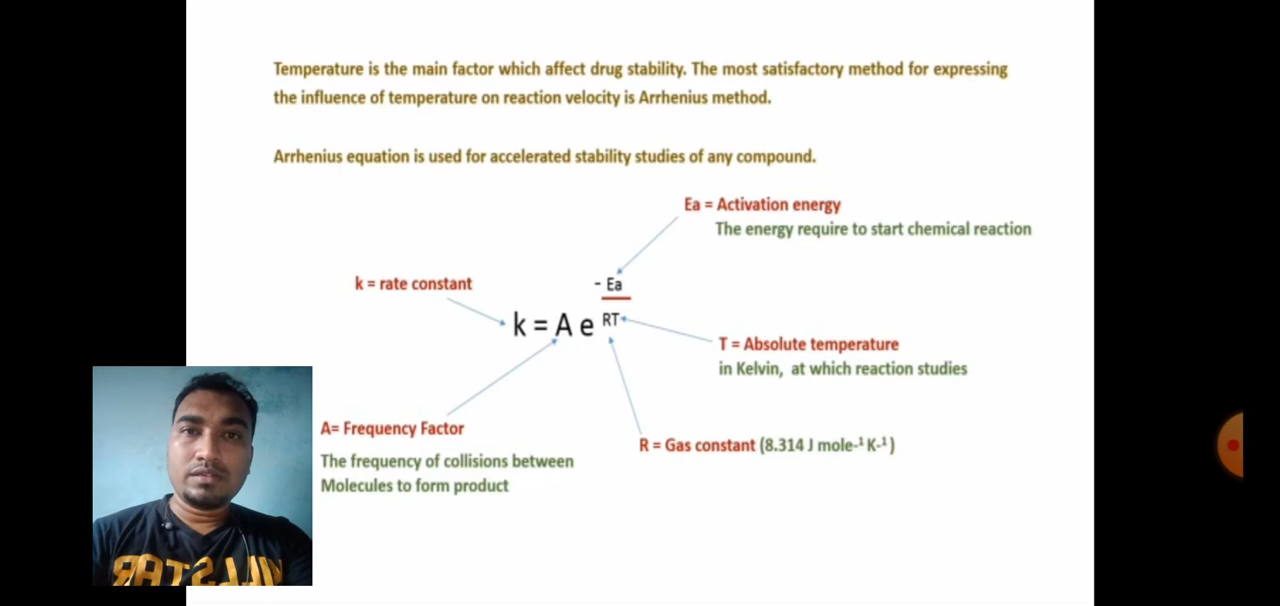 Temperature is the main factor which affect drug stability. The most satisfactory method for expressing
the influence of temperature on reaction velocity is Arrhenius method.
Arrhenius equation is used for accelerated stability studies of any compound.
Ea = Activation energy
The energy require to start chemical reaction
k = rate constant
- Ea
k = A e RT
T = Absolute temperature
in Kelvin, at which reaction studies
A= Frequency Factor
The frequency of collisions between
Molecules to form product
R = Gas constant (8.314 J mole-¹ K-¹)